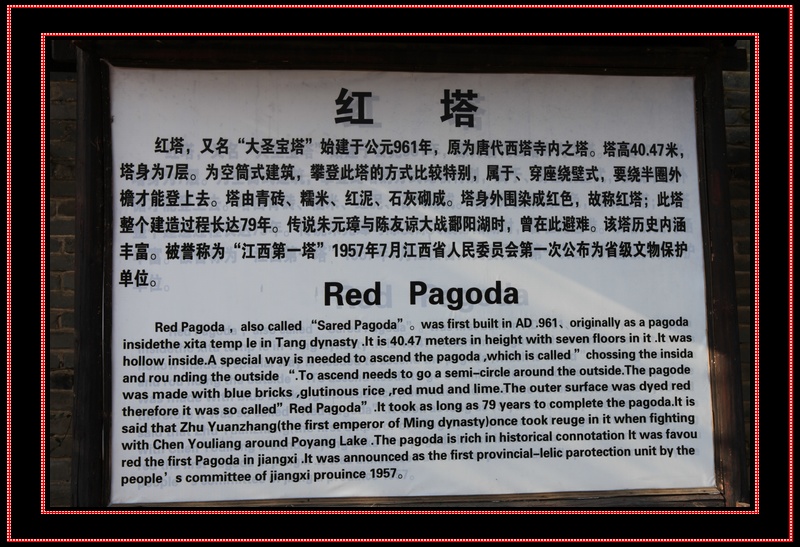 红 塔
红塔，又名“大圣宝塔”始建于公元961年，原为唐代西塔寺内之塔。塔高40.47米，
塔身为7层。为空筒式建筑，攀登此塔的方式比较特别，属于、穿座绕壁式，要绕半圈外
檐才能登上去。塔由青砖、糯米、红泥、石灰砌成。塔身外围染成红色，故称红塔；此塔
整个建造过程长达79年。传说朱元璋与陈友谅大战鄱阳湖时，曾在此避难。该塔历史内涵
丰富。被誉称为“江西第一塔”1957年7月江西省人民委员会第一次公布为省级文物保护
单位。
Red Pagoda
Red Pagoda ，also called “Sared Pagoda”。was first built in AD .961、originally as a pagoda
insidethe xita temp le in Tang dynasty .It is 40.47 meters in height with seven floors in it .It was
hollow inside.A special way is needed to ascend the pagoda ,which is called ” chossing the insida
and rou nding the outside “.To ascend needs to go a semi-circle around the outside.The pagode
was made with blue bricks ,glutinous rice ,red mud and lime.The outer surface was dyed red
therefore it was so called” Red Pagoda” .It took as long as 79 years to complete the pagoda.It is
said that Zhu Yuanzhang(the first emperor of Ming dynasty)once took reuge in it when fighting
with Chen Youliang around Poyang Lake .The pagoda is rich in historical connotation It was favou
red the first Pagoda in jiangxi .It was announced as the first provincial-lelic parotection unit by the
people’s committee of jiangxi prouince 1957。